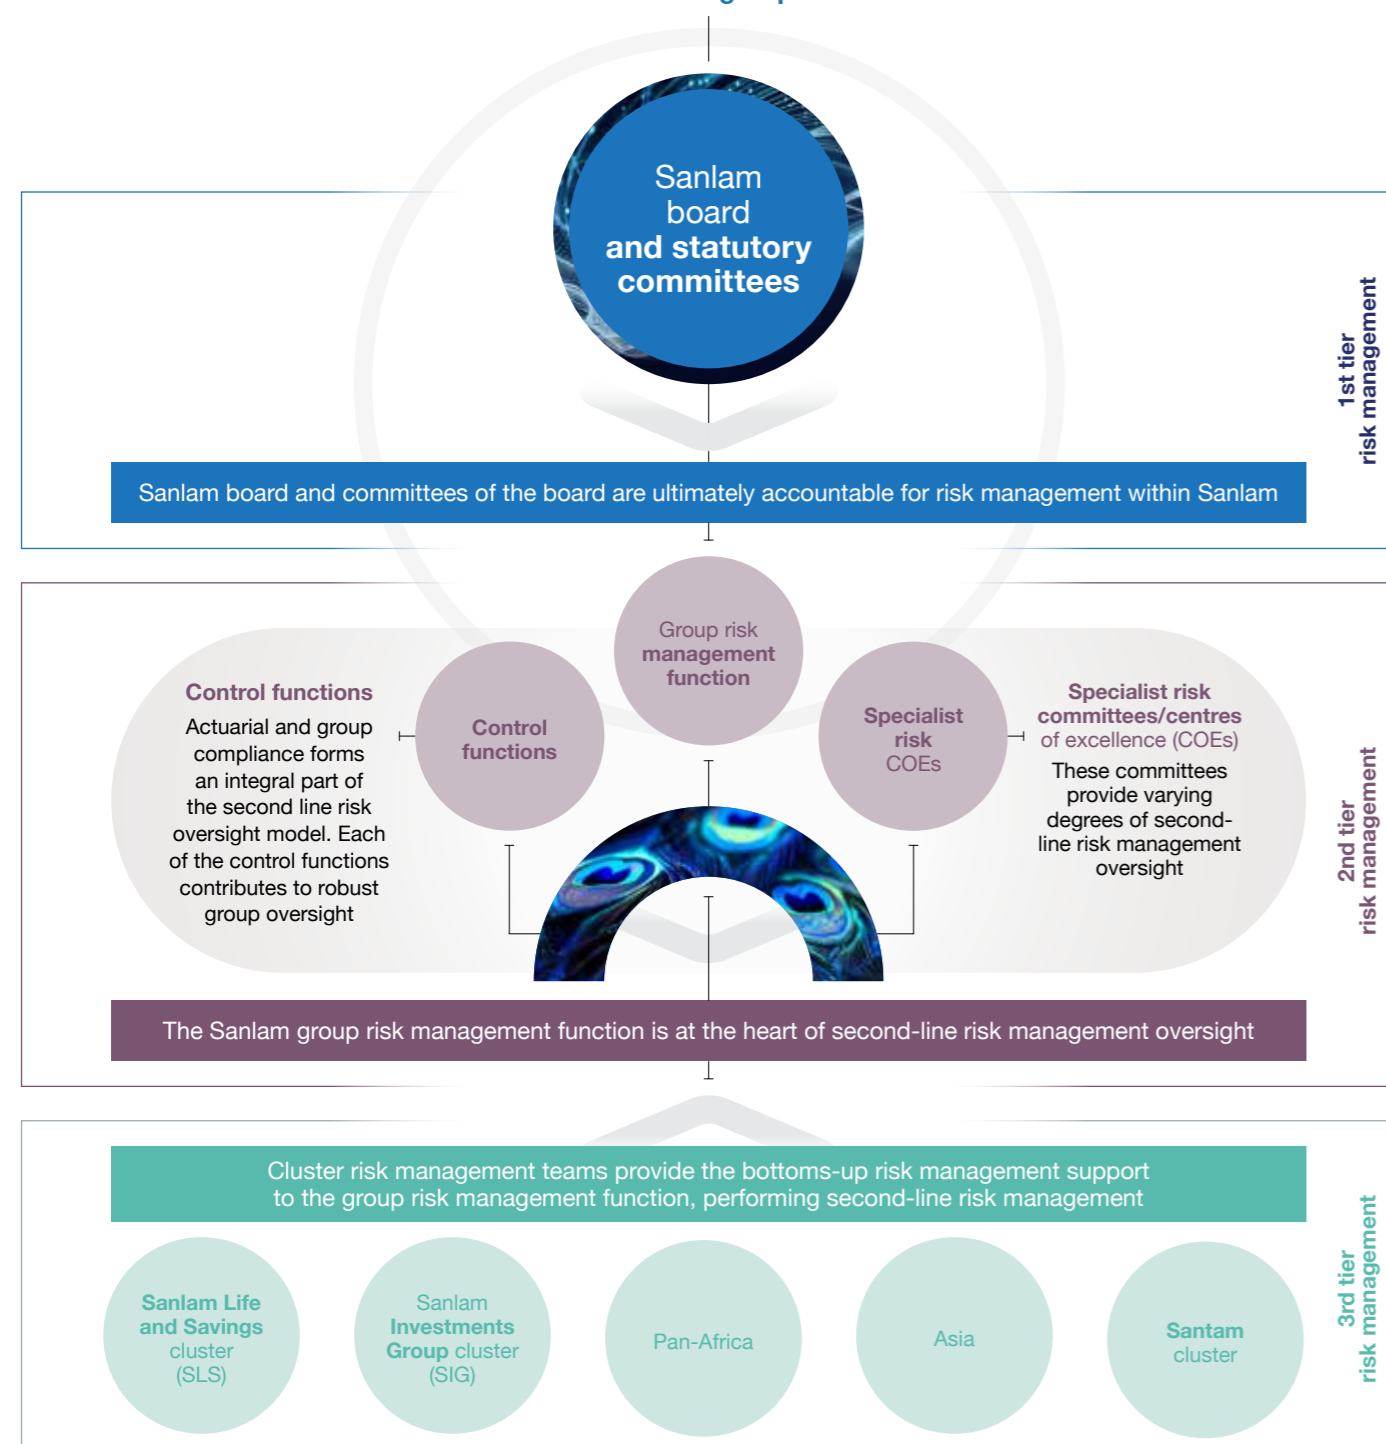 Sanlam
board
and statutory
committees
1st tier
risk management
Sanlam board and committees of the board are ultimately accountable for risk management within Sanlam
Group risk
management
function
Control functions
Actuarial and group
compliance forms
an integral part of
the second line risk
oversight model. Each
of the control functions
contributes to robust
group oversight
Control
functions
Specialist
risk
COEs
Specialist risk
committees/centres
of excellence (COEs)
These committees
provide varying
degrees of second-
line risk management
oversight
2nd tier
risk management
The Sanlam group risk management function is at the heart of second-line risk management oversight
Cluster risk management teams provide the bottoms-up risk management support
to the group risk management function, performing second-line risk management
3rd tier
risk management
Sanlam Life
and Savings
cluster
(SLS)
Sanlam
Investments
Group cluster
(SIG)
Pan-Africa
Asia
Santam
cluster